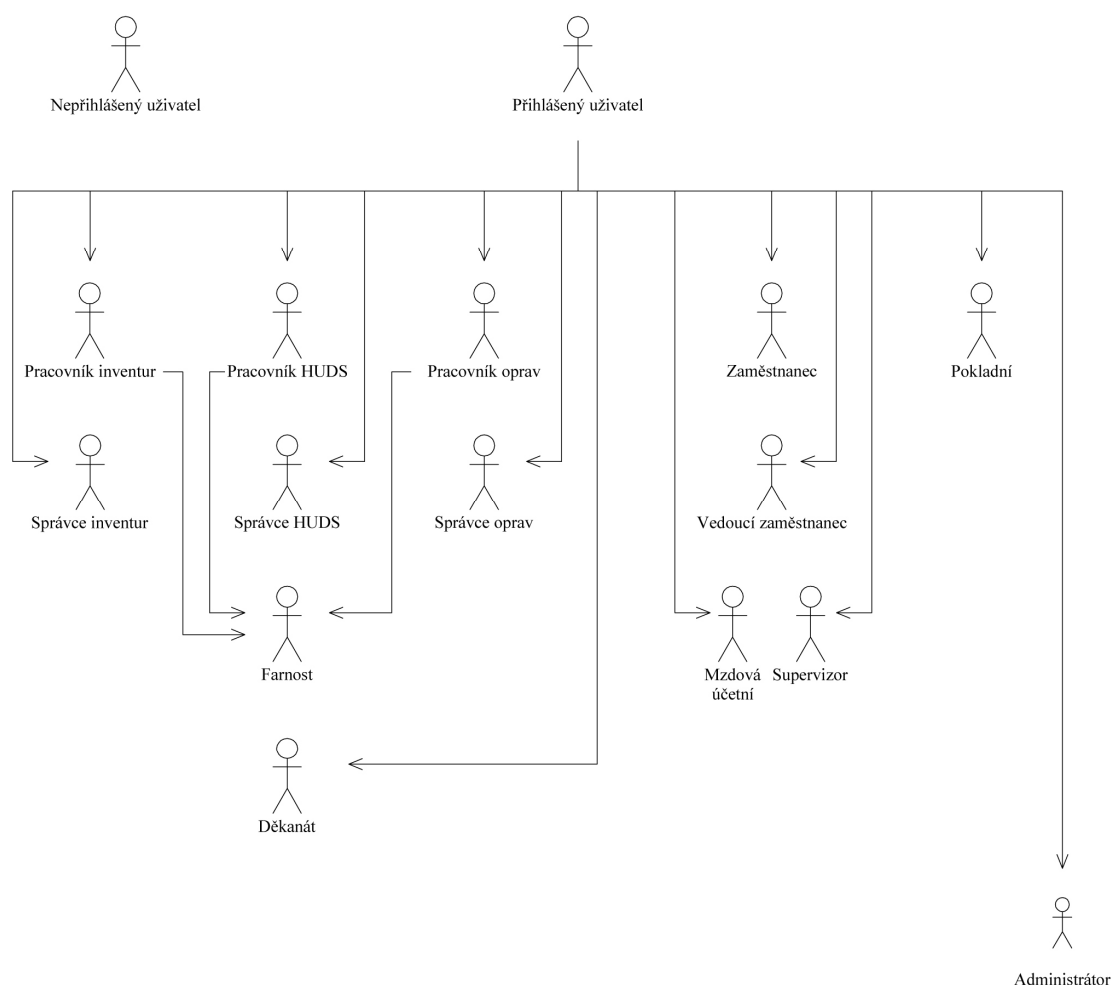 Nepřihlášený uživatel
Přihlášený uživatel
Pracovník inventur
Pracovník HUDS
Pracovník oprav
Zaměstnanec
Pokladní
Správce inventur
Správce HUDS
Správce oprav
Vedoucí zaměstnanec
Farnost
Mzdová
účetní
Supervizor
Děkanát
Administrátor